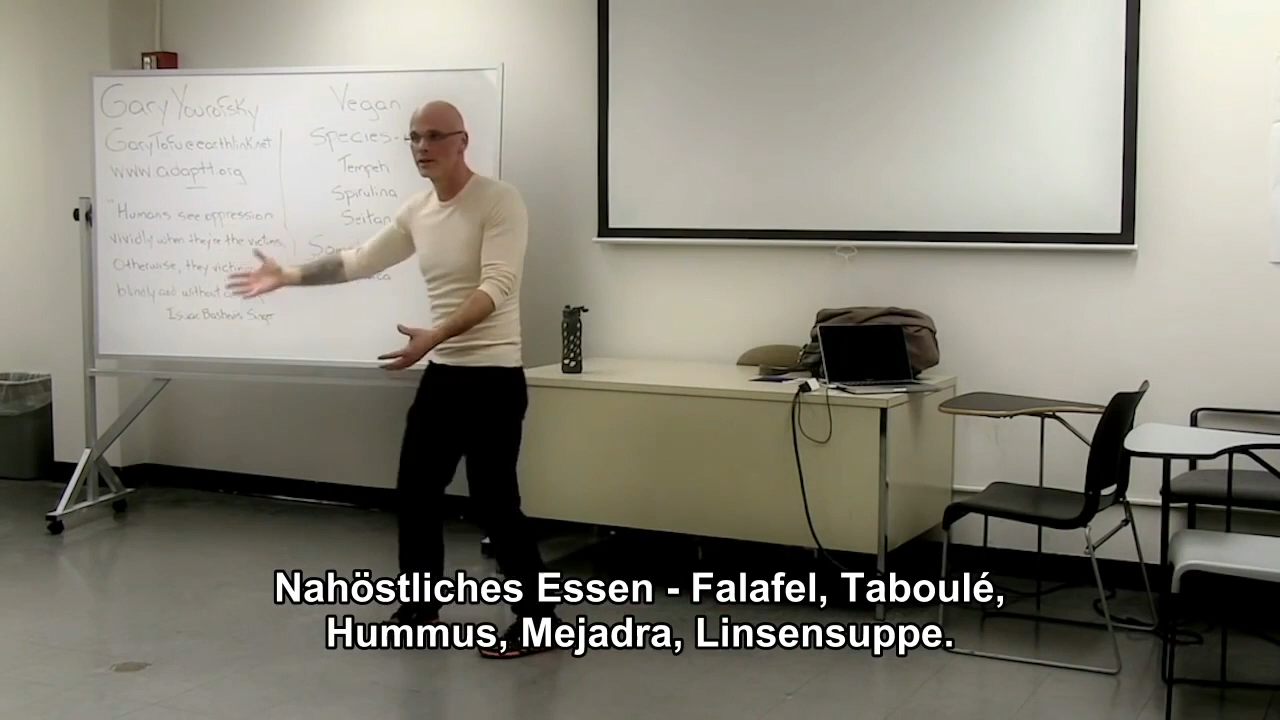 Gary Yourofsky
GaryTofu@earthlink.net
www.adaptt.org
"Humans see oppression
vividly when they're the victims.
Otherwise, they
blindly and without
Isaac Bashevis Singer
Vegan
Species-
Tempeh
Spirulina
Seitan
Nahöstliches Essen - Falafel, Taboulé,
Hummus, Mejadra, Linsensuppe.